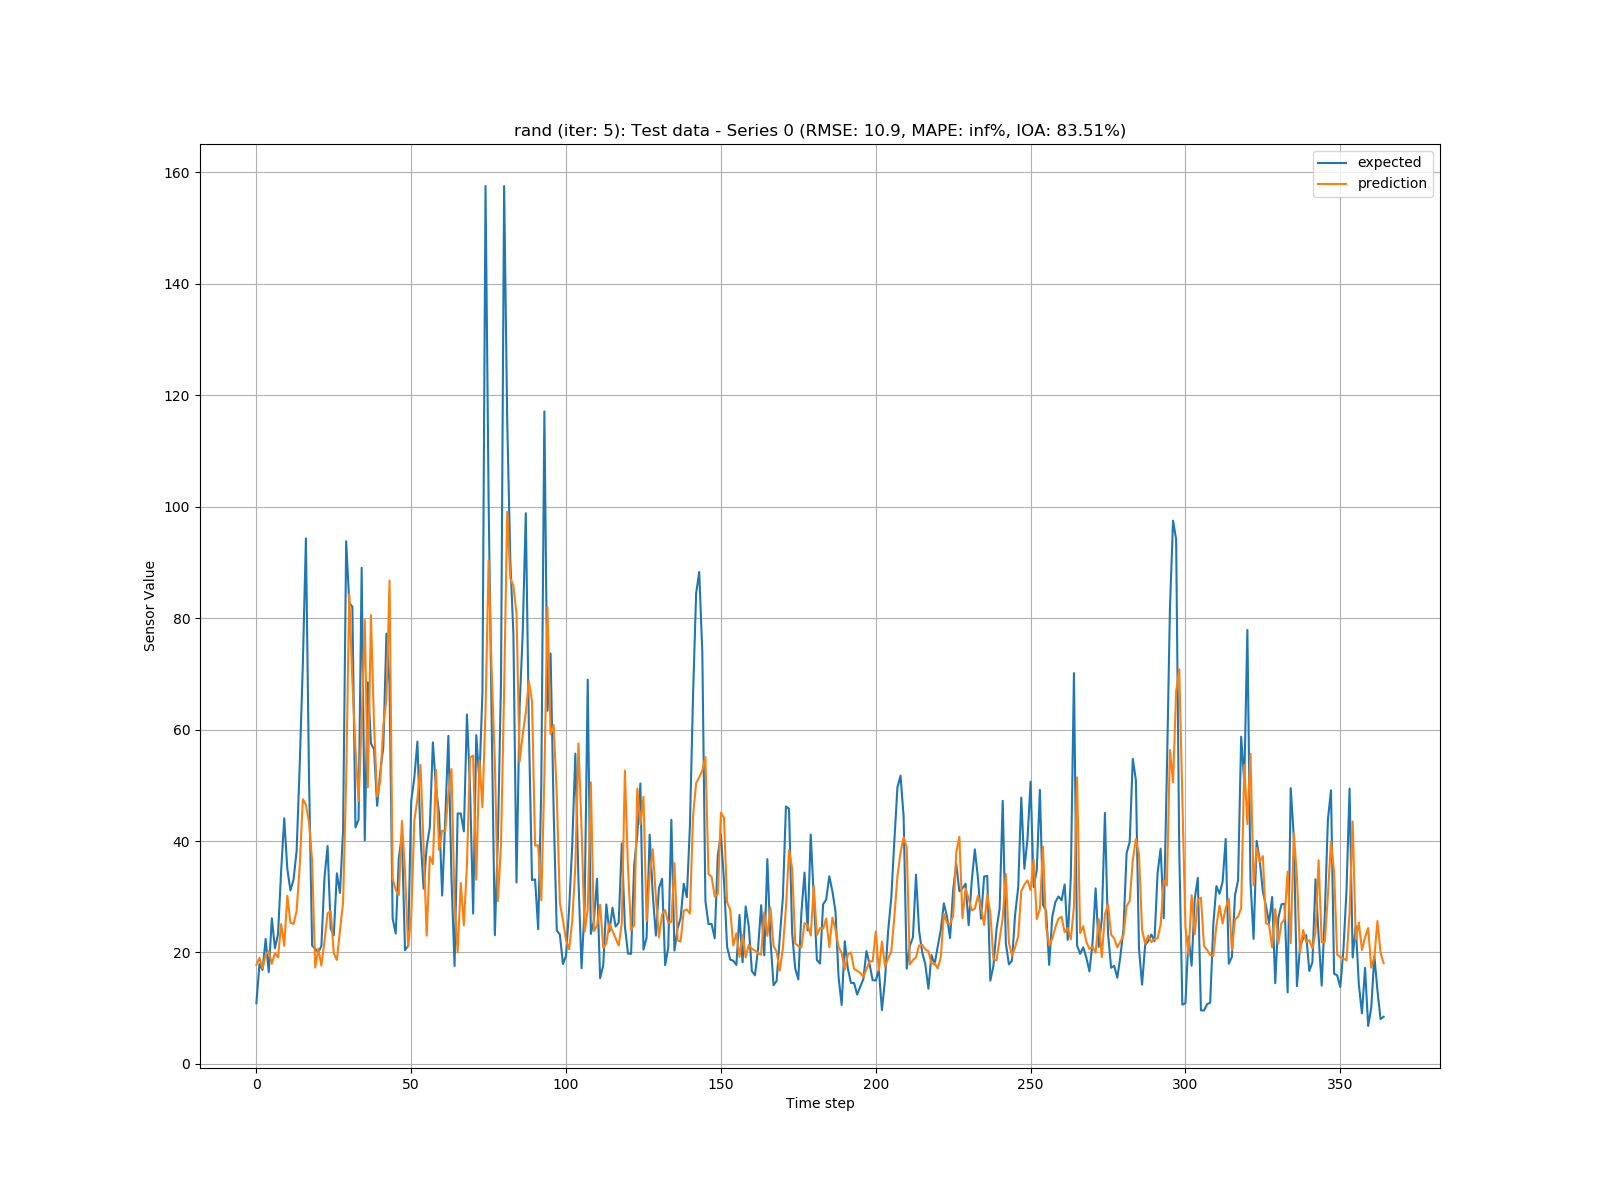 rand (iter: 5): Test data - Series 0 (RMSE: 10.9, MAPE: inf%, IOA: 83.51%)
expected
prediction
160
140
120
100
80
60
40
20
0
Sensor Value
0 50 100 150 200 250 300 350
Time step